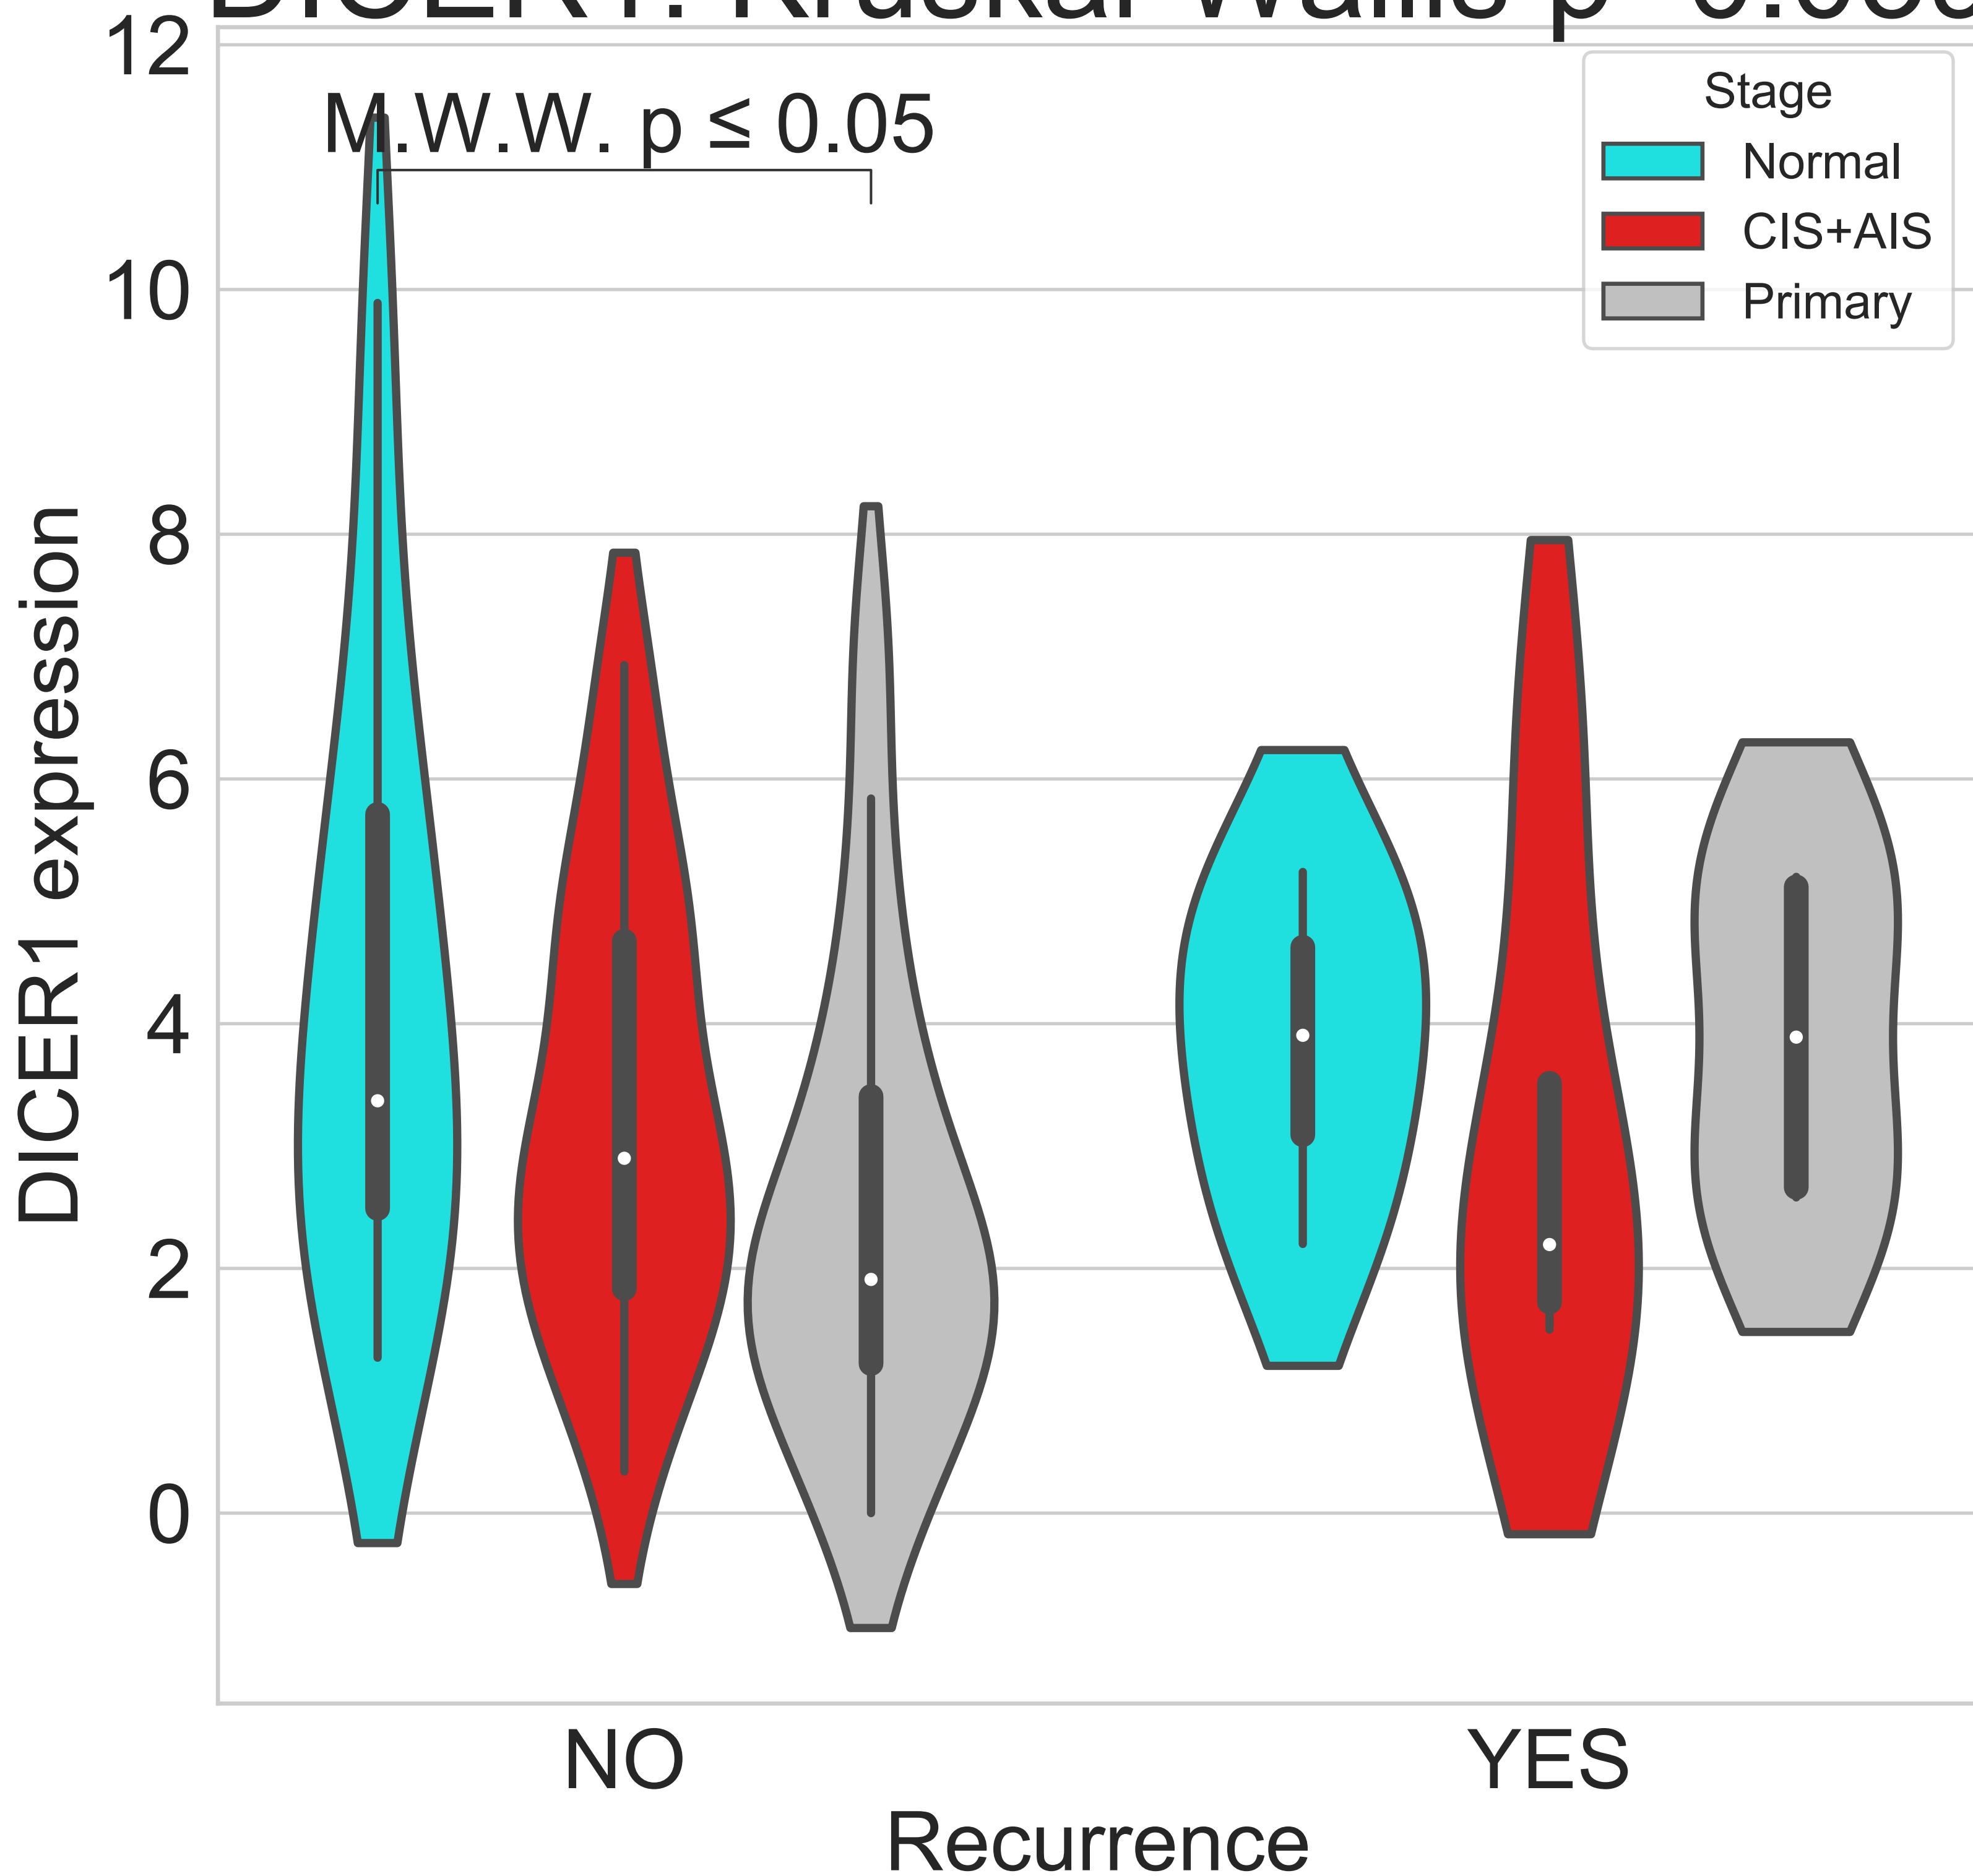 12
M.W.W. p ≤ 0.05
Stage
Normal
CIS+AIS
Primary
10
8
6
4
2
0
DICER1 expression
NO
YES
Recurrence